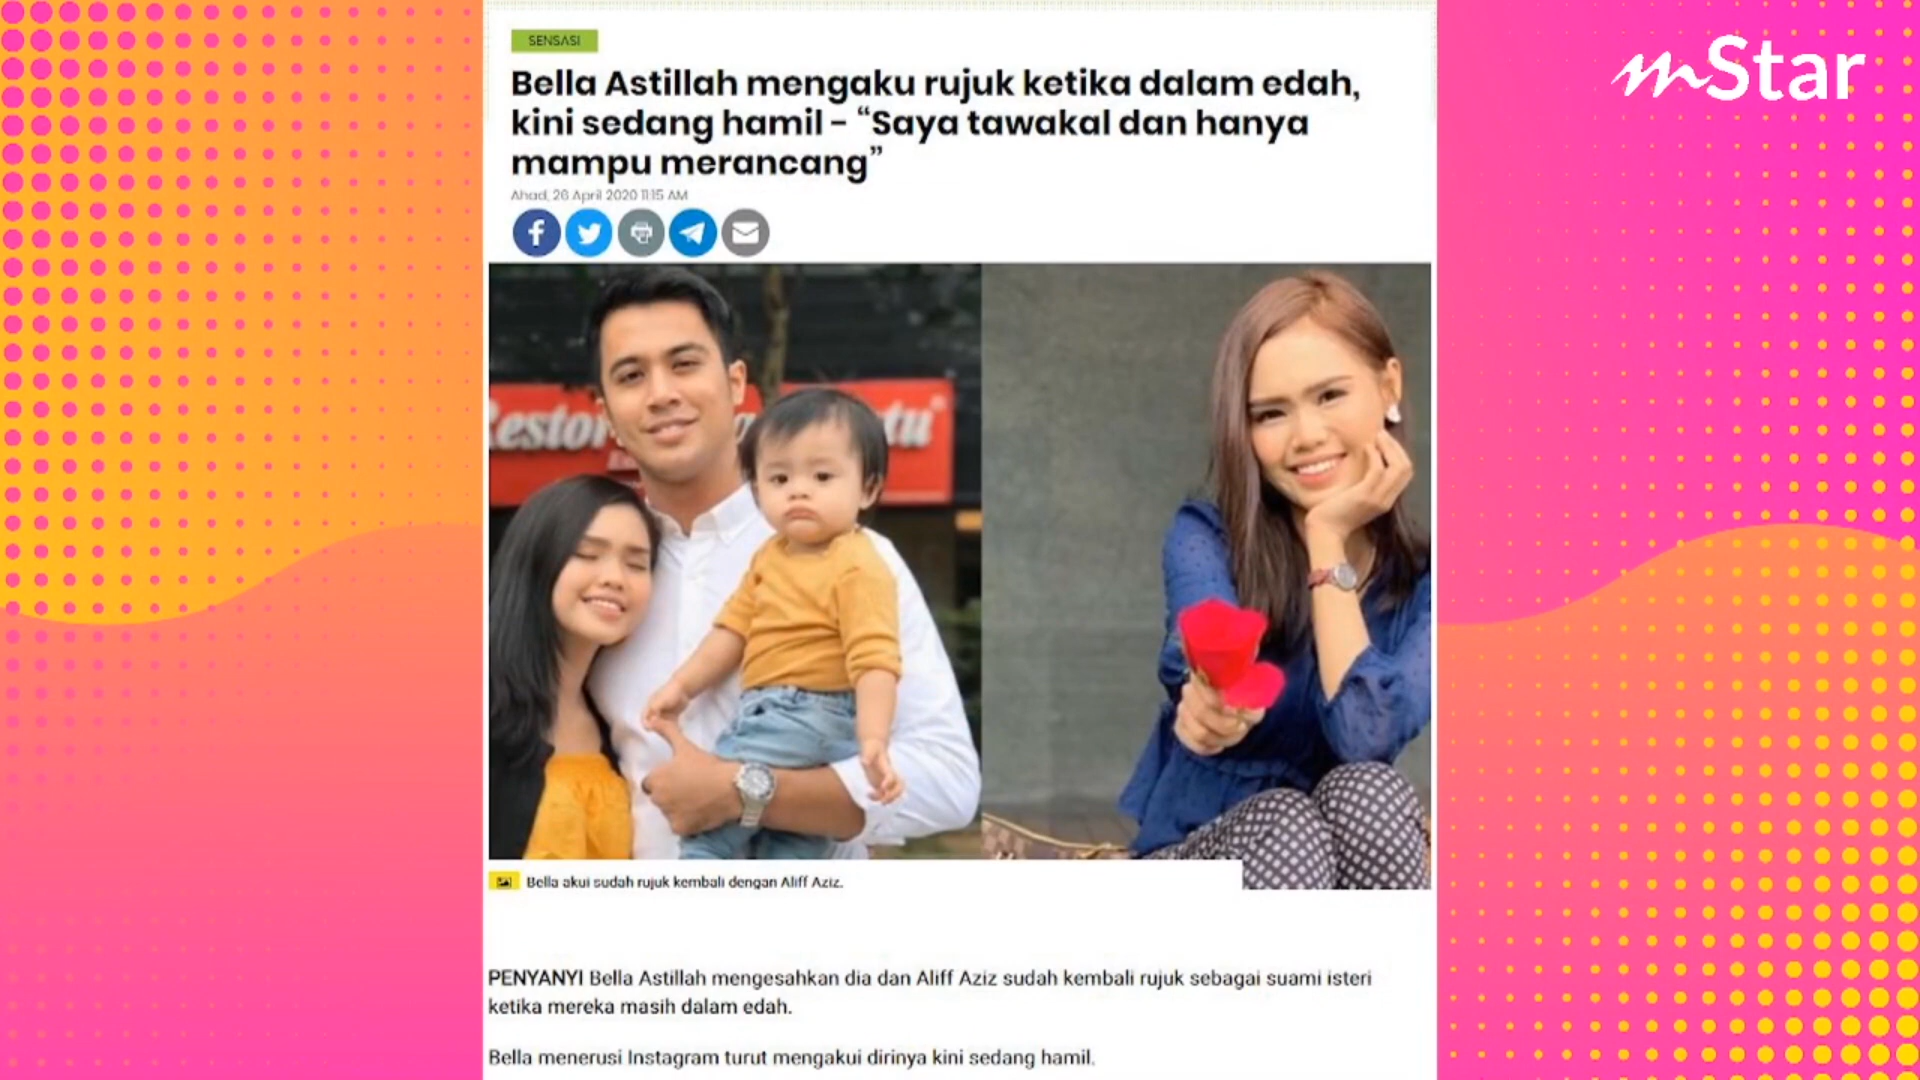 mStar
SENSASI
Bella Astillah mengaku rujuk ketika dalam edah,
kini sedang hamil – “Saya tawakal dan hanya
mampu merancang”
Ahad, 26 April 2020 11:15 AM
Bella akui sudah rujuk kembali dengan Aliff Aziz.
PENYANYI Bella Astillah mengesahkan dia dan Aliff Aziz sudah kembali rujuk sebagai suami isteri
ketika mereka masih dalam edah.
Bella menerusi Instagram turut mengakui dirinya kini sedang hamil.